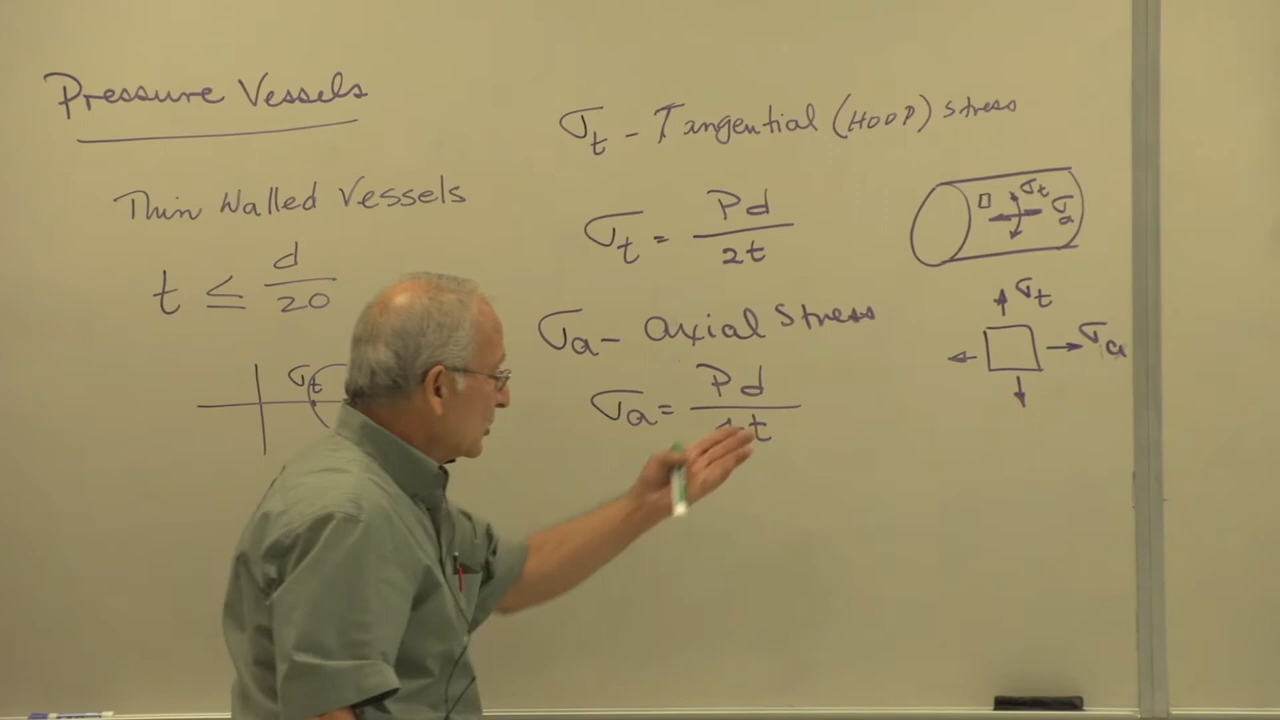 Pressure Vessels
Thin Walled Vessels
t ≤ d/20
σt
σt - Tangential (HOOP) stress
σt = Pd/2t
σa - axial stress
σa = Pd/4t
σt
σa
σt
σa